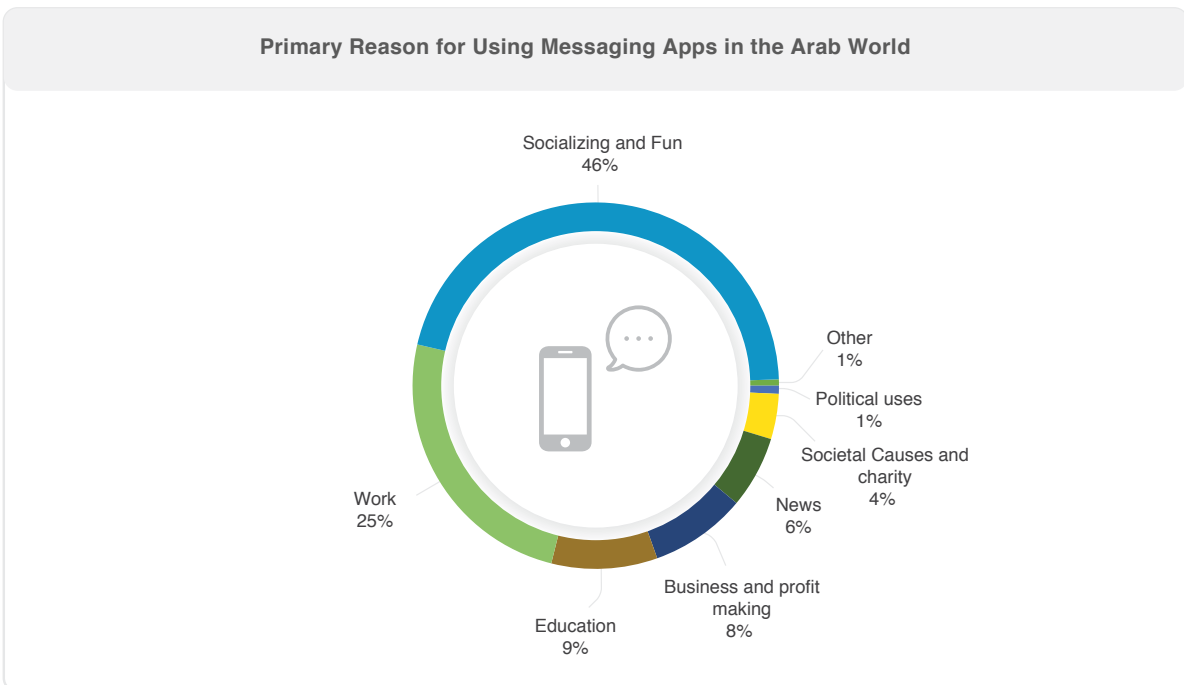 Primary Reason for Using Messaging Apps in the Arab World
Socializing and Fun
46%
Other
1%
Political uses
1%
Societal Causes and
charity
4%
News
6%
Business and profit
making
8%
Education
9%
Work
25%